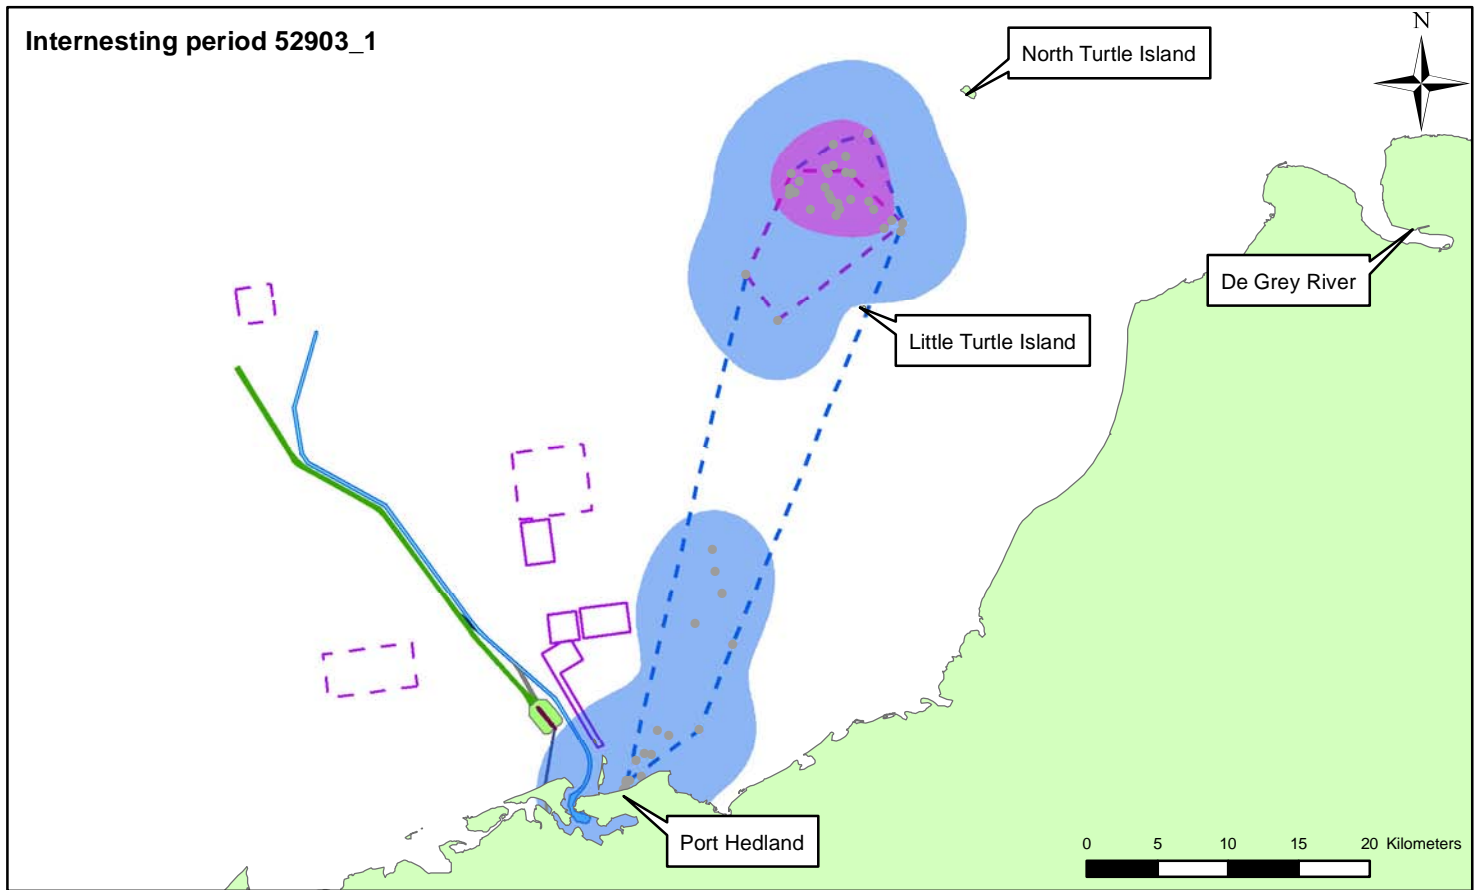 Internesting period 52903_1
North Turtle Island
N
De Grey River
Little Turtle Island
Port Hedland
0 5 10 15 20 Kilometers